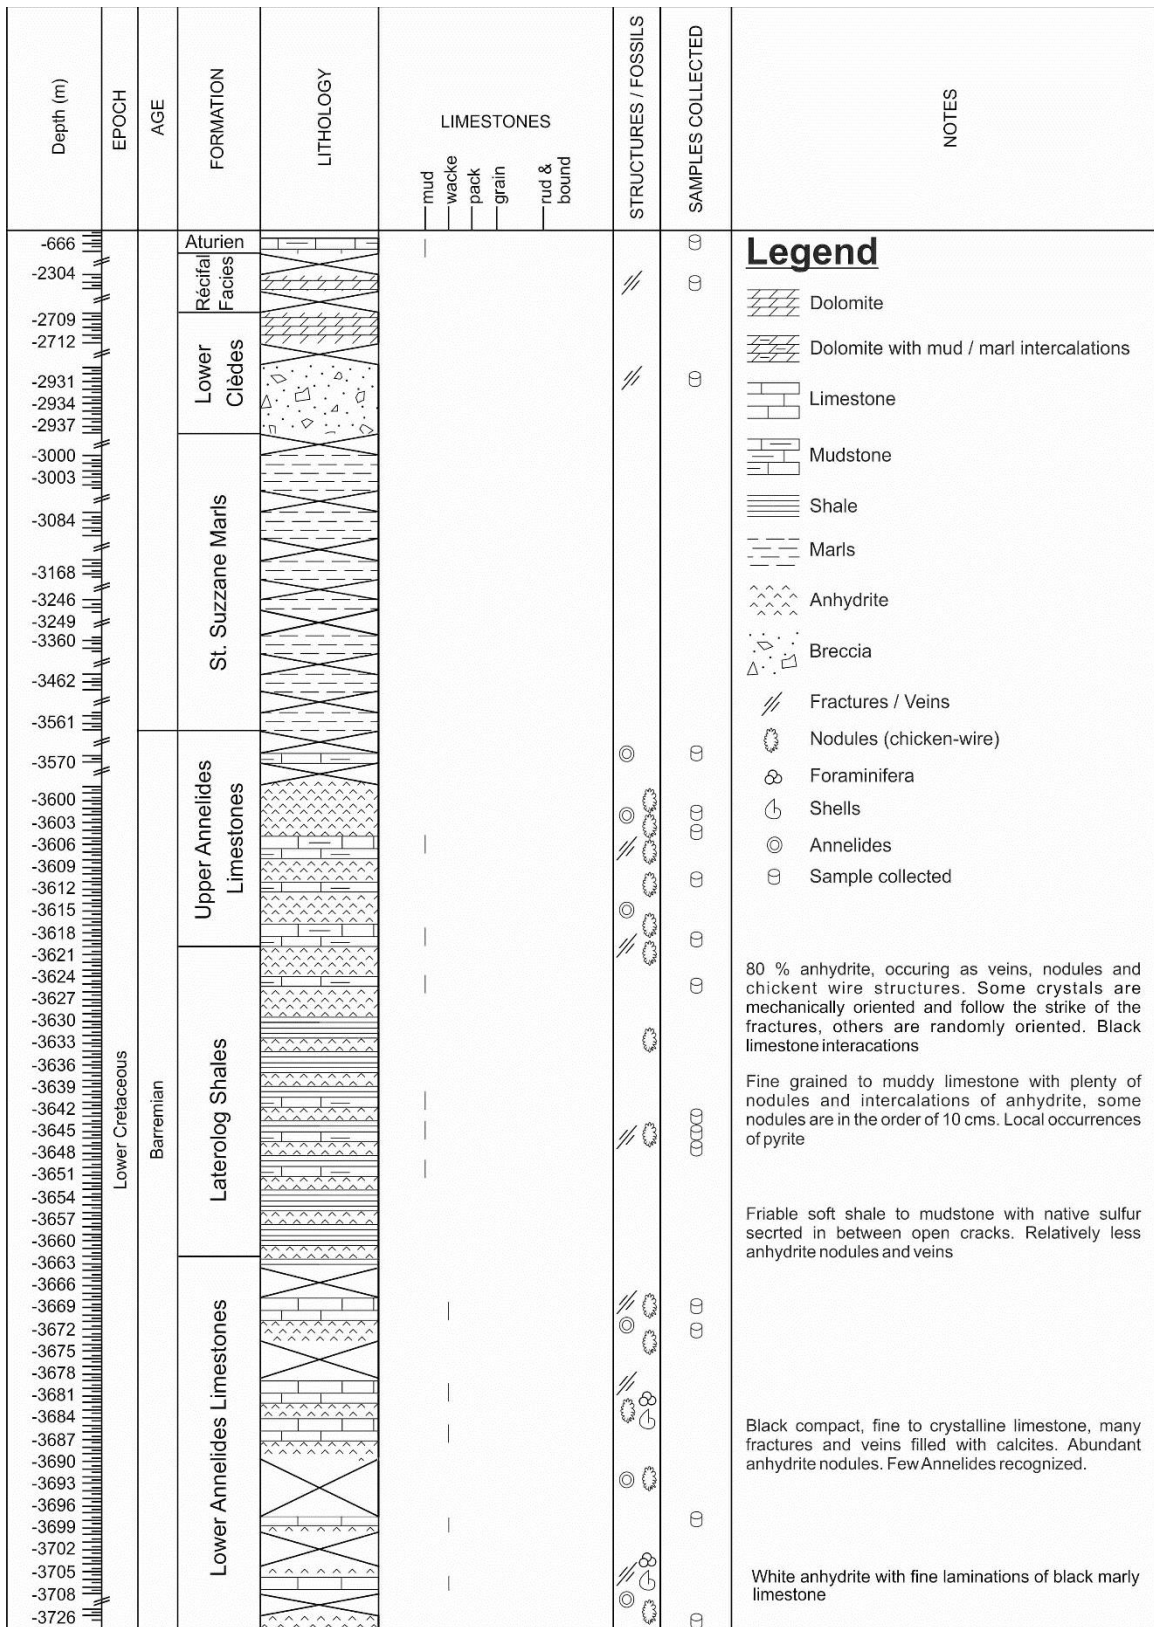 Depth (m)
EPOCH
AGE
FORMATION
LITHOLOGY
LIMESTONES
mud
wacke
pack
grain
rud &
bound
STRUCTURES / FOSSILS
SAMPLES COLLECTED
NOTES
-666
-2304
-2709
-2712
-2931
-2934
-2937
-3000
-3003
-3084
-3168
-3246
-3249
-3360
-3462
-3561
-3570
-3600
-3603
-3606
-3609
-3612
-3615
-3618
-3621
-3624
-3627
-3630
-3633
-3636
-3639
-3642
-3645
-3648
-3651
-3654
-3657
-3660
-3663
-3666
-3669
-3672
-3675
-3678
-3681
-3684
-3687
-3690
-3693
-3696
-3699
-3702
-3705
-3708
-3726
Lower Cretaceous
Barremian
Aturien
Récifal
Facies
Lower
Clèdes
St. Suzzane Marls
Upper Annelides
Limestones
Laterolog Shales
Lower Annelides Limestones
Legend
Dolomite
Dolomite with mud / marl intercalations
Limestone
Mudstone
Shale
Marls
Anhydrite
Breccia
Fractures / Veins
Nodules (chicken-wire)
Foraminifera
Shells
Annelides
Sample collected
80 % anhydrite, occuring as veins, nodules and
chickent wire structures. Some crystals are
mechanically oriented and follow the strike of the
fractures, others are randomly oriented. Black
limestone interacations
Fine grained to muddy limestone with plenty of
nodules and intercalations of anhydrite, some
nodules are in the order of 10 cms. Local occurrences
of pyrite
Friable soft shale to mudstone with native sulfur
secrted in between open cracks. Relatively less
anhydrite nodules and veins
Black compact, fine to crystalline limestone, many
fractures and veins filled with calcites. Abundant
anhydrite nodules. Few Annelides recognized.
White anhydrite with fine laminations of black marly
limestone